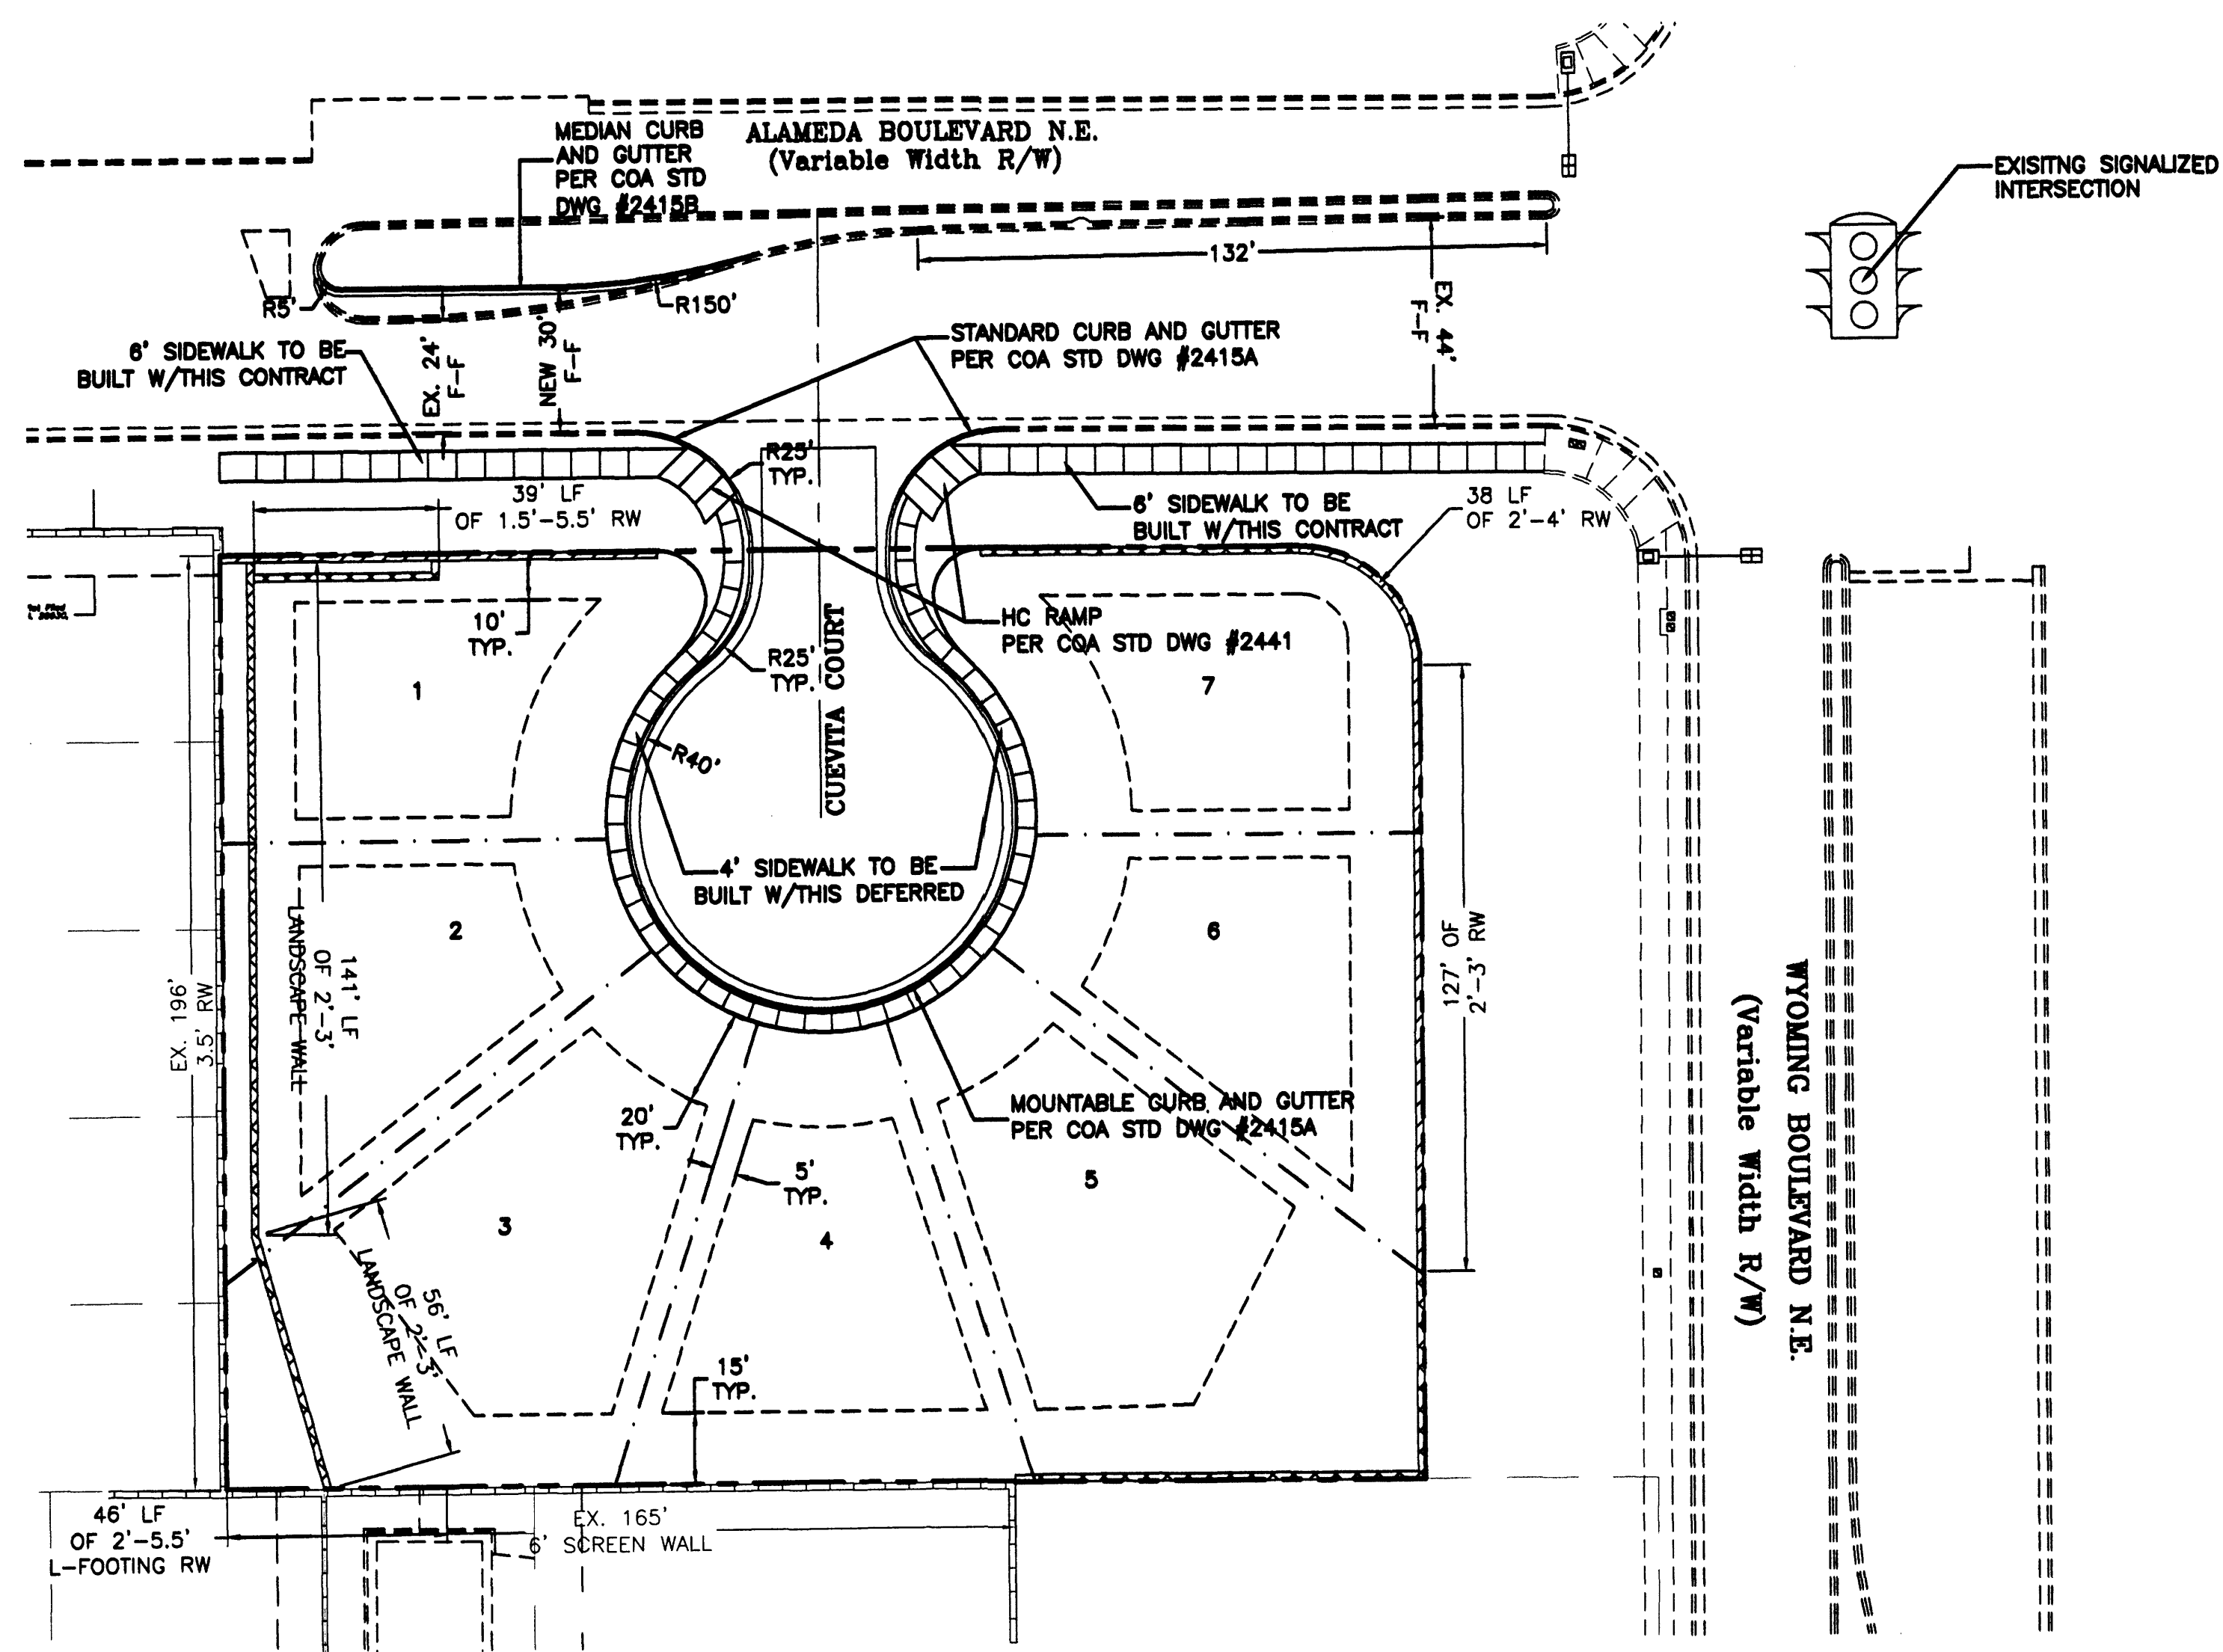 MEDIAN CURB
AND GUTTER
PER COA STD
DWG #2415B
ALAMEDA BOULEVARD N.E.
(Variable Width R/W)
EXISITNG SIGNALIZED
INTERSECTION
132'
R5'
R150'
EX. 44'
F-F
6' SIDEWALK TO BE
BUILT W/THIS CONTRACT
EX. 24'
F-F
NEW 30'
F-F
STANDARD CURB AND GUTTER
PER COA STD DWG #2415A
R25'
TYP.
39' LF
OF 1.5'-5.5' RW
6' SIDEWALK TO BE
BUILT W/THIS CONTRACT
38 LF
OF 2'-4' RW
10'
TYP.
HC RAMP
PER COA STD DWG #2441
R25'
TYP.
CUEVITA COURT
1
7
R40'
4' SIDEWALK TO BE
BUILT W/THIS DEFERRED
2
6
141' LF
OF 2'-3'
LANDSCAPE WALL
EX. 196'
3.5' RW
127' OF
2'-3' RW
WYOMING BOULEVARD N.E.
(Variable Width R/W)
20'
TYP.
MOUNTABLE CURB AND GUTTER
PER COA STD DWG #2415A
5'
TYP.
3
4
5
56' LF
OF 2'-3'
LANDSCAPE WALL
15'
TYP.
46' LF
OF 2'-5.5'
L-FOOTING RW
EX. 165'
6' SCREEN WALL